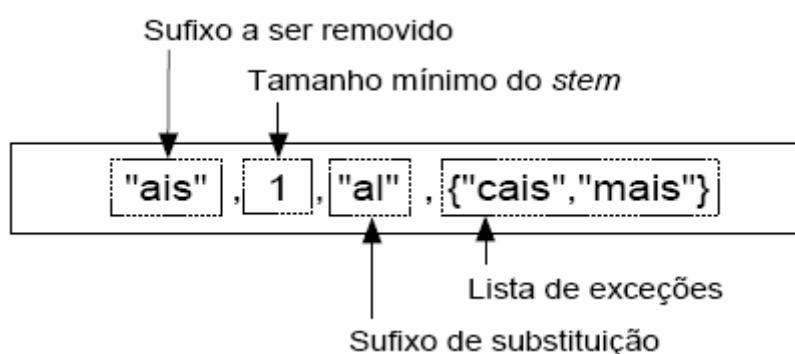 Sufixo a ser removido
Tamanho mínimo do stem
"ais" , 1 , "al" , {"cais","mais"}
Lista de exceções
Sufixo de substituição